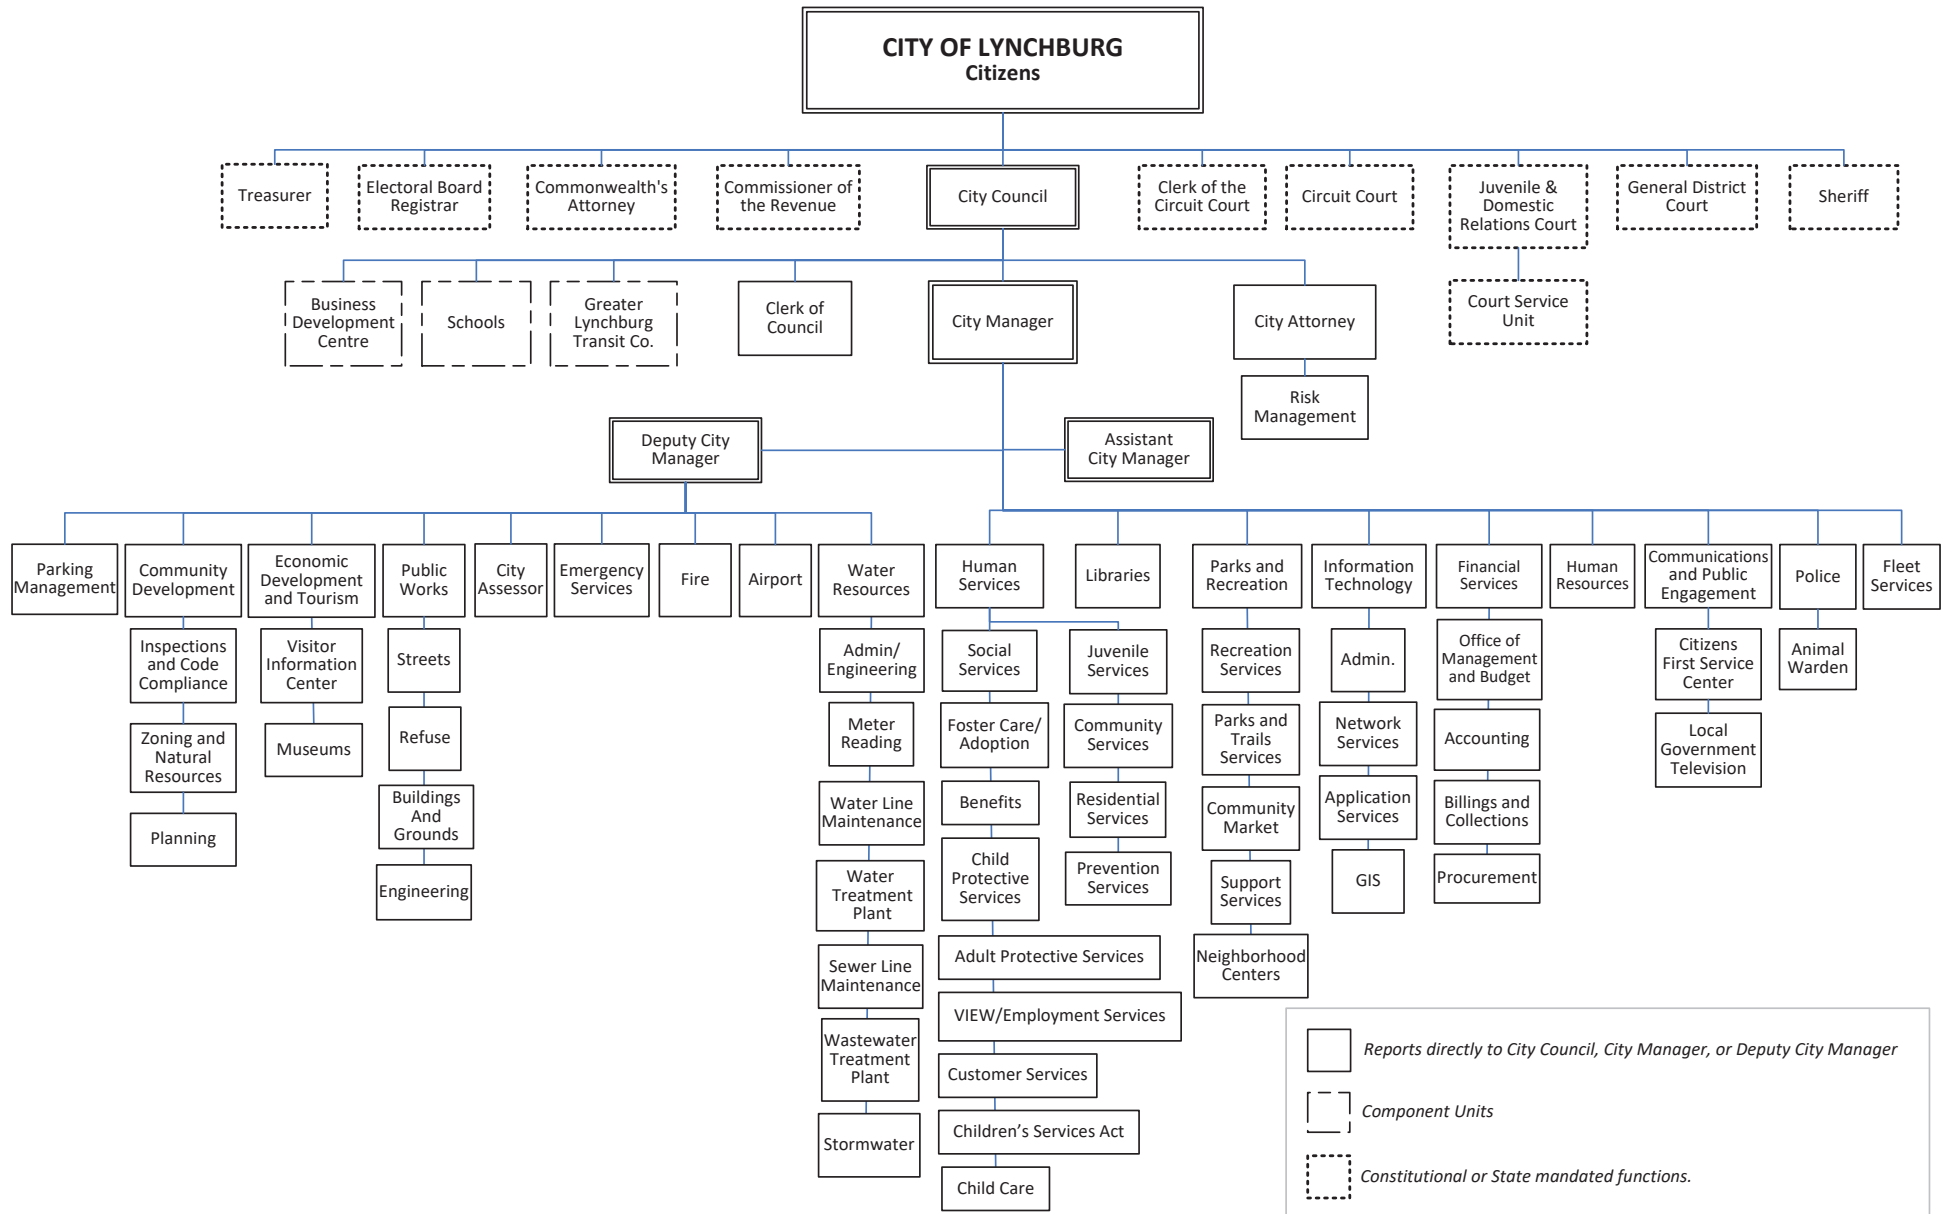 CITY OF LYNCHBURG
Citizens
Treasurer
Electoral Board
Registrar
Commonwealth's
Attorney
Commissioner of
the Revenue
City Council
Clerk of the
Circuit Court
Circuit Court
Juvenile &
Domestic
Relations Court
General District
Court
Sheriff
Business
Development
Centre
Schools
Greater
Lynchburg
Transit Co.
Clerk of
Council
City Manager
City Attorney
Court Service
Unit
Risk
Management
Deputy City
Manager
Assistant
City Manager
Parking
Management
Community
Development
Economic
Development
and Tourism
Public
Works
City
Assessor
Emergency
Services
Fire
Airport
Water
Resources
Human
Services
Libraries
Parks and
Recreation
Information
Technology
Financial
Services
Human
Resources
Communications
and Public
Engagement
Police
Fleet
Services
Inspections
and Code
Compliance
Zoning and
Natural
Resources
Planning
Visitor
Information
Center
Museums
Streets
Refuse
Buildings
And
Grounds
Engineering
Admin/
Engineering
Meter
Reading
Water Line
Maintenance
Water
Treatment
Plant
Sewer Line
Maintenance
Wastewater
Treatment
Plant
Stormwater
Social
Services
Foster Care/
Adoption
Benefits
Child
Protective
Services
Adult Protective Services
VIEW/Employment Services
Customer Services
Children’s Services Act
Child Care
Juvenile
Services
Community
Services
Residential
Services
Prevention
Services
Recreation
Services
Parks and
Trails
Services
Community
Market
Support
Services
Neighborhood
Centers
Admin.
Network
Services
Application
Services
GIS
Office of
Management
and Budget
Accounting
Billings and
Collections
Procurement
Citizens
First Service
Center
Local
Government
Television
Animal
Warden
Reports directly to City Council, City Manager, or Deputy City Manager
Component Units
Constitutional or State mandated functions.